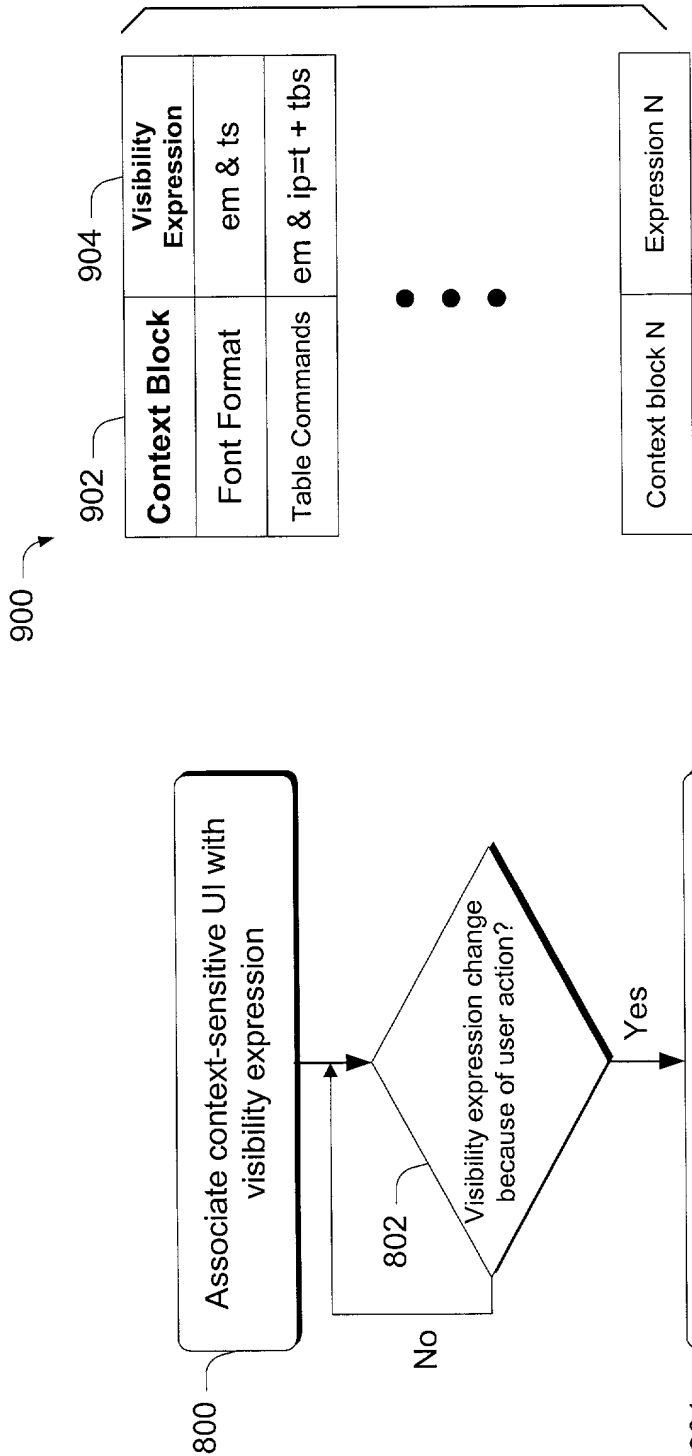 900
902
904
Context Block
Visibility
Expression
Font Format
em & ts
Table Commands
em & ip=t + tbs
Context block N
Expression N
800
Associate context-sensitive UI with
visibility expression
802
Visibility expression change
because of user action?
No
Yes